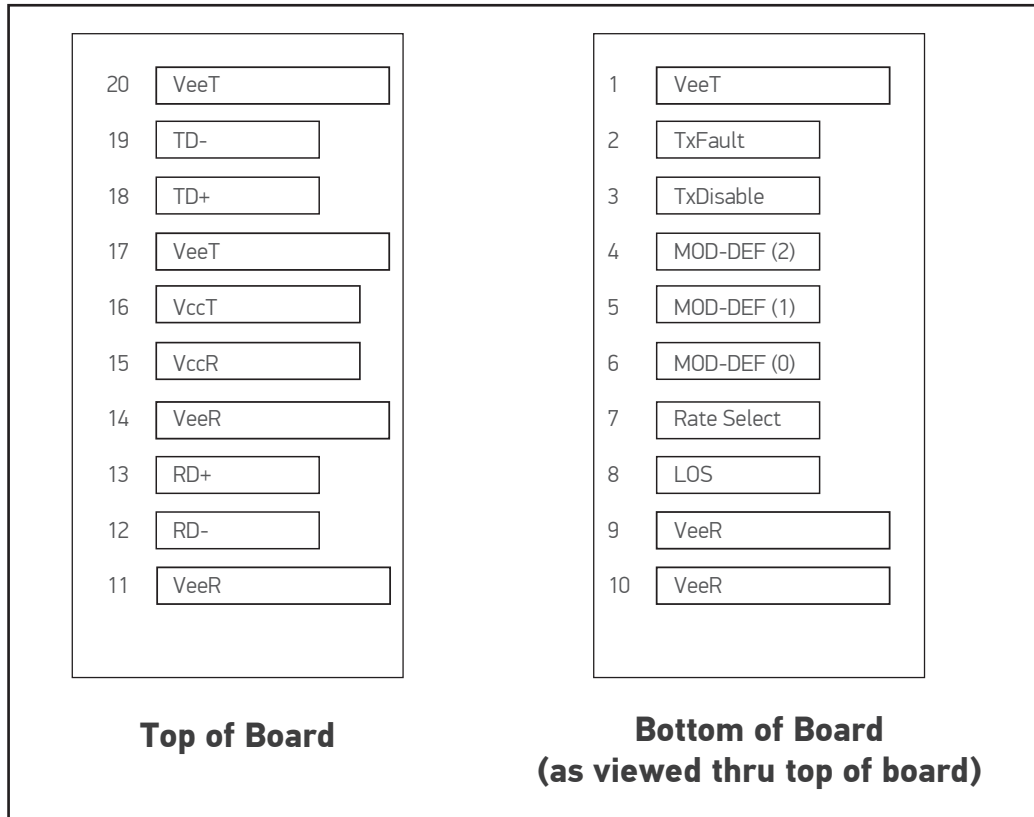 20 VeeT
19 TD-
18 TD+
17 VeeT
16 VccT
15 VccR
14 VeeR
13 RD+
12 RD-
11 VeeR
Top of Board
1 VeeT
2 TxFault
3 TxDisable
4 MOD-DEF (2)
5 MOD-DEF (1)
6 MOD-DEF (0)
7 Rate Select
8 LOS
9 VeeR
10 VeeR
Bottom of Board
(as viewed thru top of board)